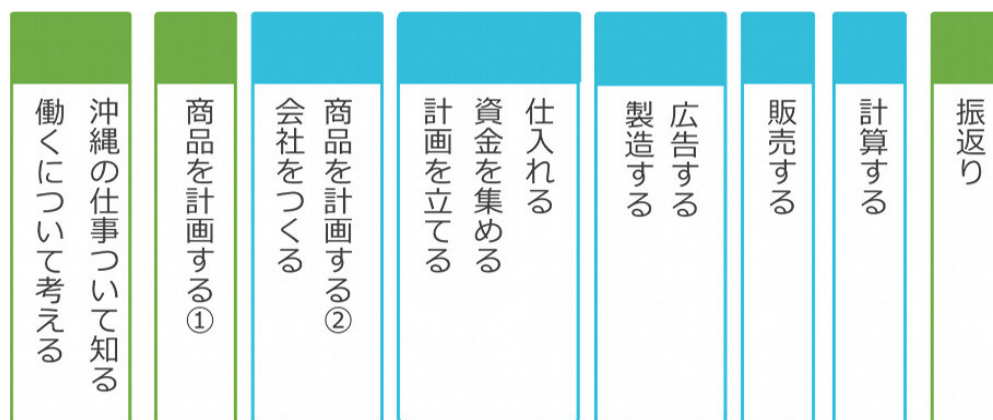 沖縄の仕事ついて知る
働くについて考える
商品を計画する①
商品を計画する②
会社をつくる
仕入れる
資金を集める
計画を立てる
広告する
製造する
販売する
計算する
振返り